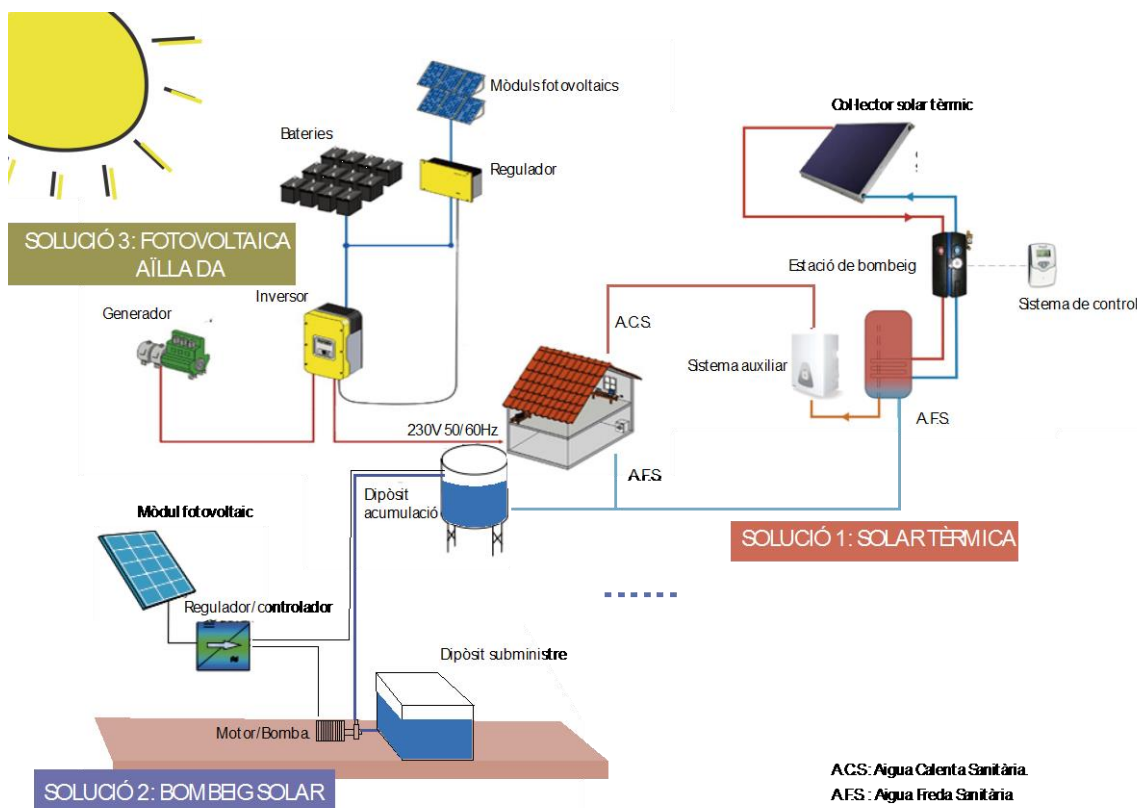 Mòduls fotovoltaics
Col·lector solar tèrmic
Bateries
Regulador
SOLUCIÓ 3: FOTOVOLTAICA
AÏLLADA
Estació de bombeig
Inversor
Generador
Sistema de control
A.C.S.
Sistema auxiliar
A.F.S.
230V 50/60Hz
A.F.S.
Dipòsit
acumulació
Mòdul fotovoltaic
SOLUCIÓ 1: SOLAR TÈRMICA
Regulador/controlador
Dipòsit subministre
Motor/Bomba
A.C.S: Aigua Calenta Sanitària.
SOLUCIÓ 2: BOMBEIG SOLAR
A.F.S.: Aigua Freda Sanitària